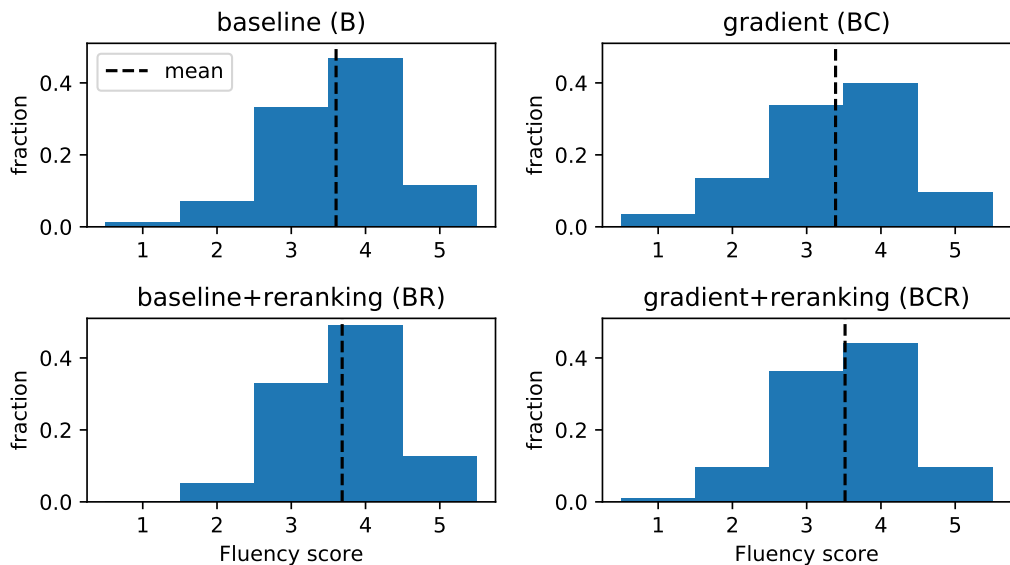 baseline (B)
gradient (BC)
mean
fraction
0.4
0.2
0.0
1 2 3 4 5
fraction
0.4
0.2
0.0
1 2 3 4 5
baseline+reranking (BR)
gradient+reranking (BCR)
fraction
0.4
0.2
0.0
1 2 3 4 5
Fluency score
fraction
0.4
0.2
0.0
1 2 3 4 5
Fluency score